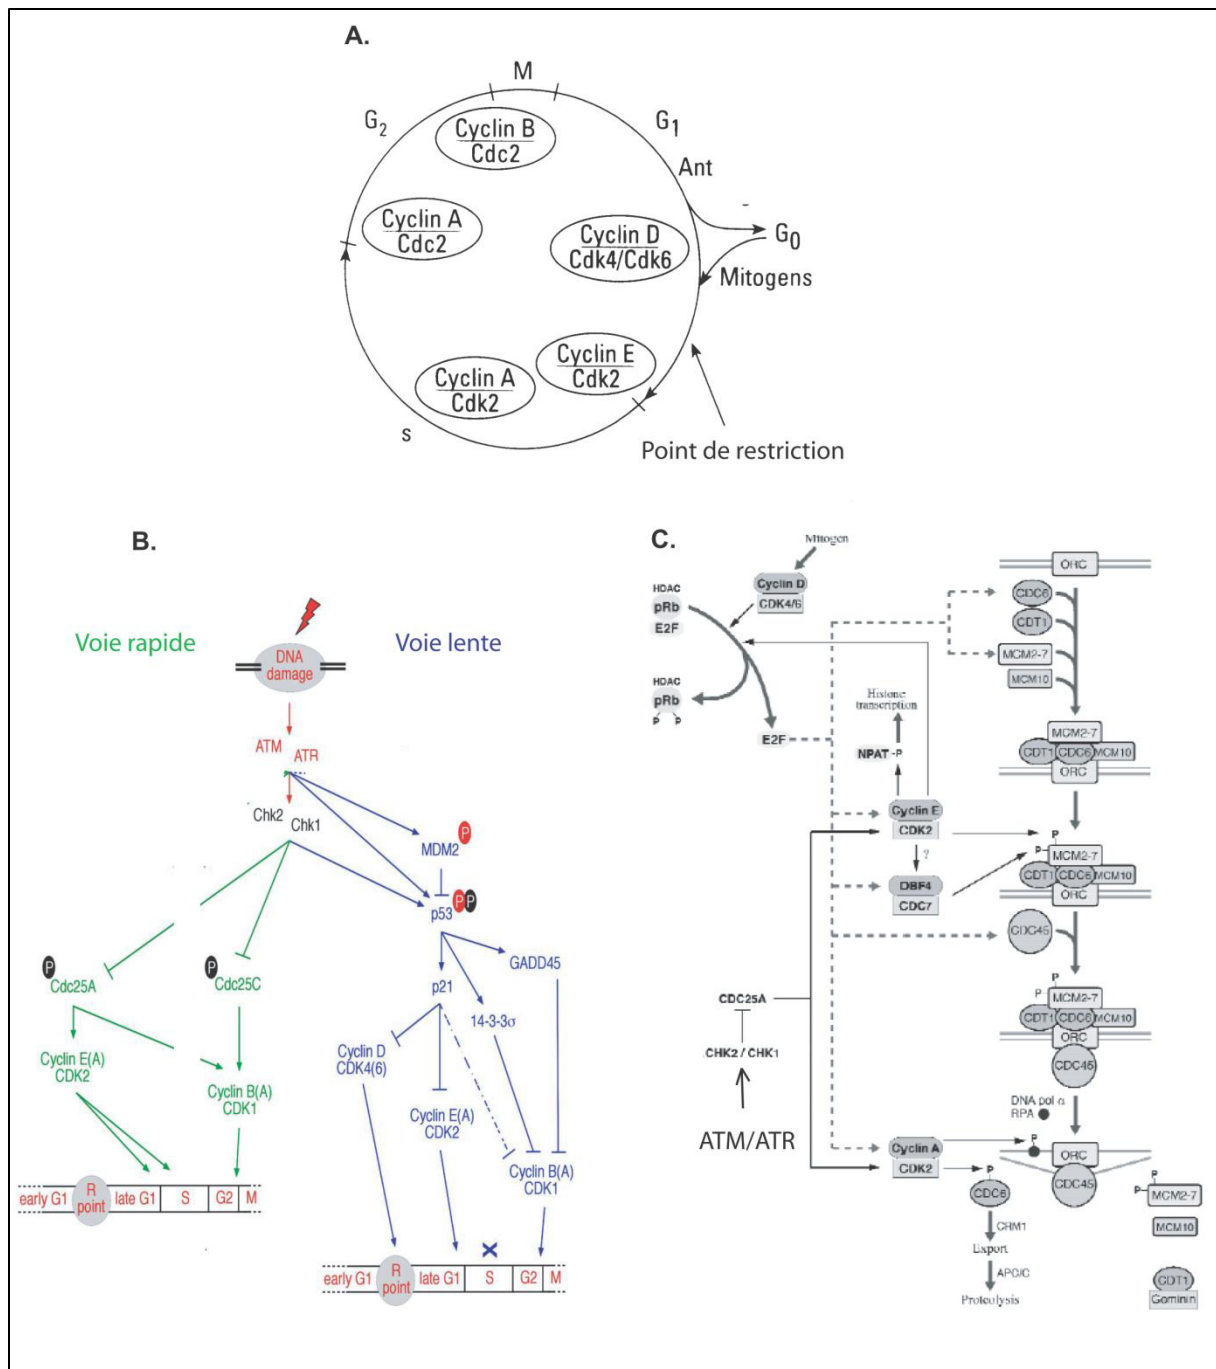 A.
M
G2
G1
Cyclin B
Cdc2
Ant
Cyclin A
Cdc2
Cyclin D
Cdk4/Cdk6
G0
Mitogens
Cyclin E
Cdk2
Cyclin A
Cdk2
s
Point de restriction
B.
Voie rapide
Voie lente
DNA
damage
ATM
ATR
Chk2
Chk1
MDM2
P
p53
P
P
P
Cdc25A
P
Cdc25C
GADD45
p21
14-3-3σ
Cyclin E(A)
CDK2
Cyclin B(A)
CDK1
Cyclin D
CDK4(6)
Cyclin E(A)
CDK2
Cyclin B(A)
CDK1
early G1
R
point
late G1
S
G2
M
X
early G1
R
point
late G1
S
G2
M
C.
Mitogen
Cyclin D
CDK4/6
HDAC
pRb
E2F
HDAC
pRb
P P
E2F
Histone
transcription
NPAT-P
Cyclin E
CDK2
?
DBF4
CDC7
CDC25A
CHK2 / CHK1
ATM/ATR
Cyclin A
CDK2
P
CDC6
CRM1
Export
APC/C
Proteolysis
ORC
CDC6
CDT1
MCM2-7
MCM10
MCM2-7
CDT1
CDC6
MCM10
ORC
P
P
MCM2-7
CDT1
CDC6
MCM10
ORC
CDC45
P
P
MCM2-7
CDT1
CDC6
MCM10
ORC
CDC45
DNA pol α
RPA
P
ORC
CDC45
P
P
MCM2-7
MCM10
CDT1
Gominin